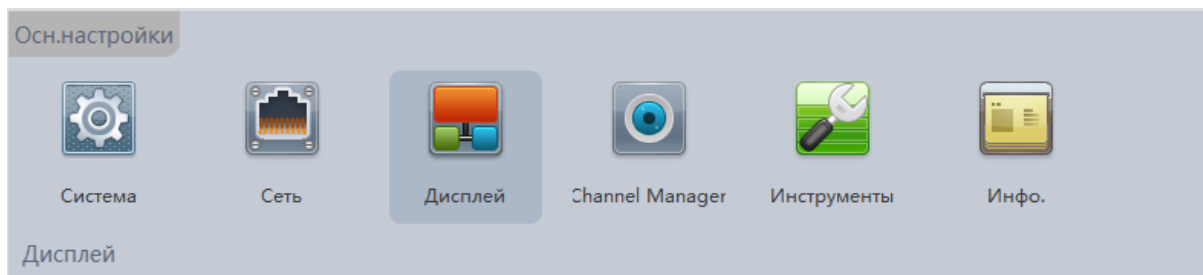 Осн.настройки
Система Сеть Дисплей Channel Manager Инструменты Инфо.
Дисплей